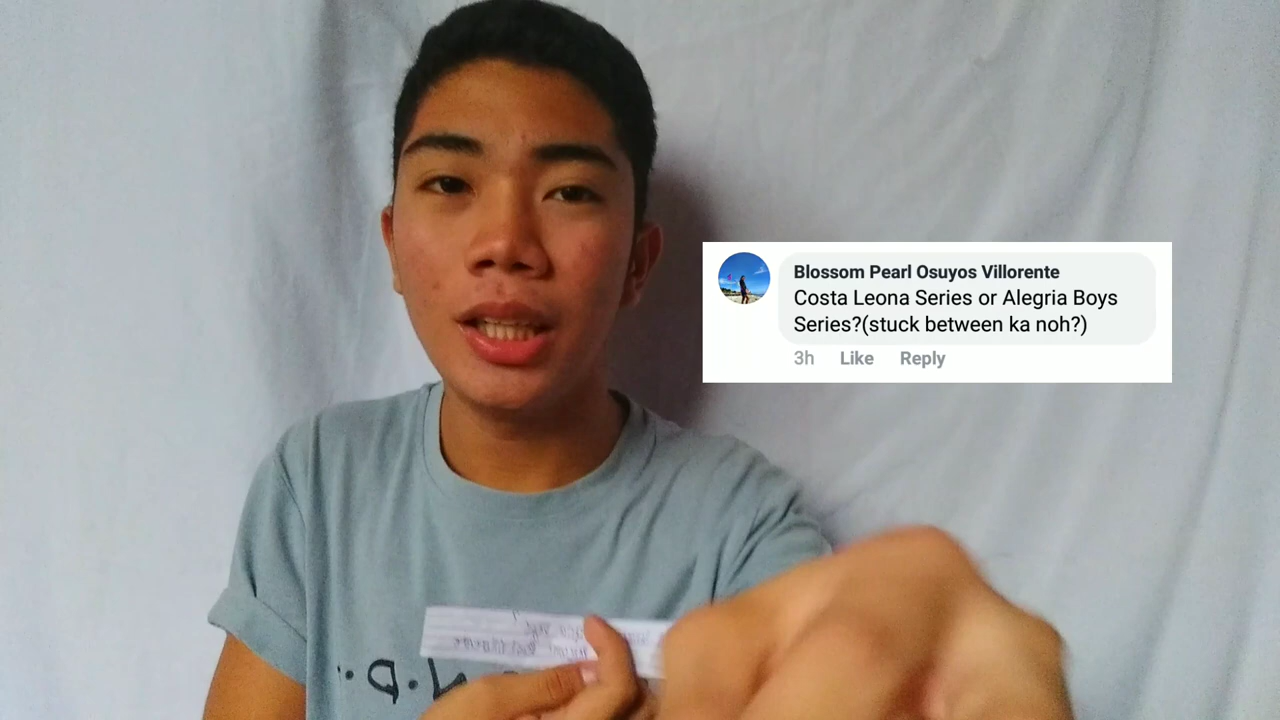 Blossom Pearl Osuyos Villorente
Costa Leona Series or Alegria Boys
Series?(stuck between ka noh?)
3h Like Reply